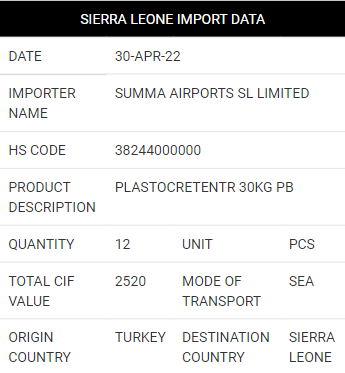 SIERRA LEONE IMPORT DATA
DATE 30-APR-22
IMPORTER NAME SUMMA AIRPORTS SL LIMITED
HS CODE 38244000000
PRODUCT DESCRIPTION PLASTOCRETENTR 30KG PB
QUANTITY 12 UNIT PCS
TOTAL CIF VALUE 2520 MODE OF TRANSPORT SEA
ORIGIN COUNTRY TURKEY DESTINATION COUNTRY SIERRA LEONE